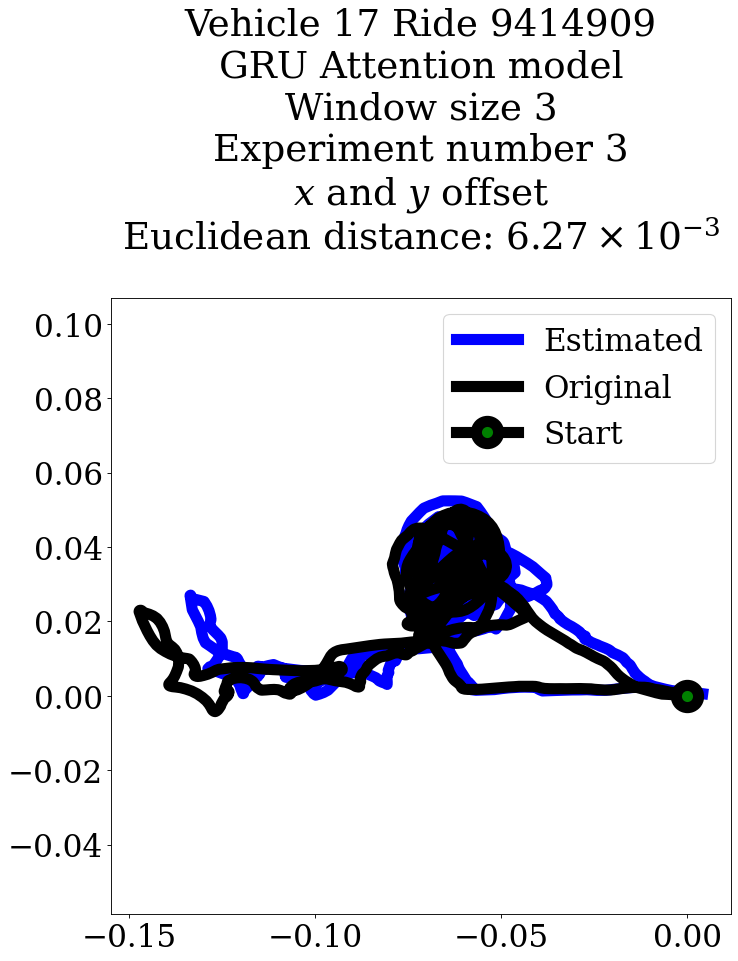 Vehicle 17 Ride 9414909
GRU Attention model
Window size 3
Experiment number 3
x and y offset
Euclidean distance: 6.27 × 10⁻³
Estimated
Original
Start
0.10
0.08
0.06
0.04
0.02
0.00
−0.02
−0.04
−0.15 −0.10 −0.05 0.00